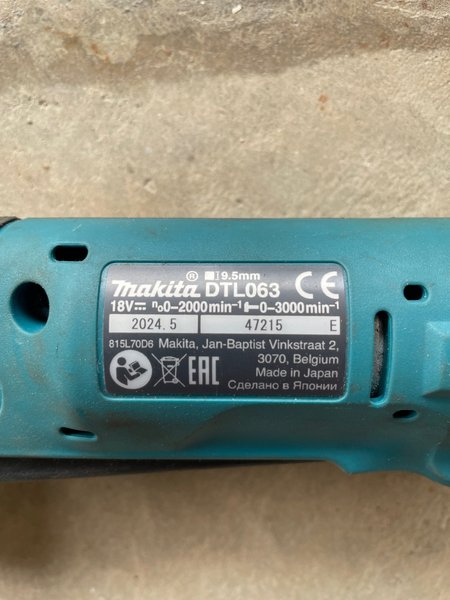 ® 9.5mm
makita DTL063 CE
18V⎓ n₀0-2000min⁻¹ 0-3000min⁻¹
2024.5 47215 E
815L70D6 Makita, Jan-Baptist Vinkstraat 2,
3070, Belgium
Made in Japan
EAC Сделано в Японии